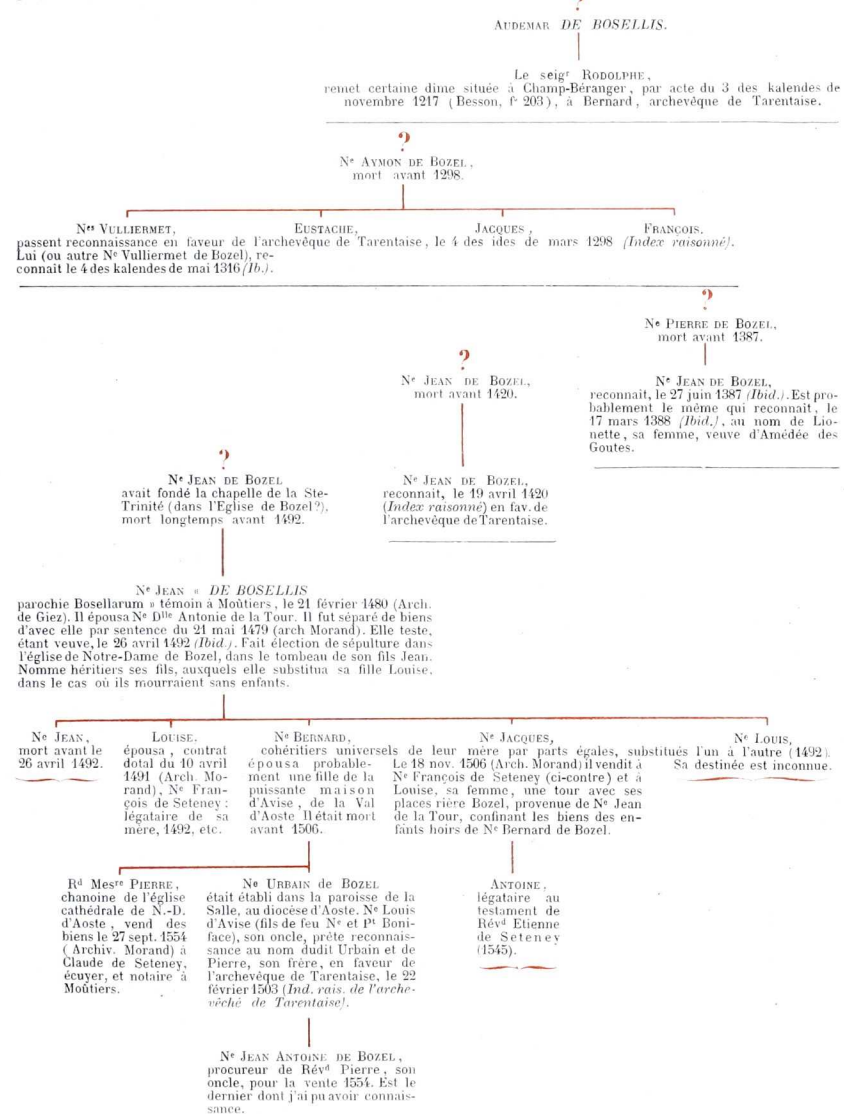 ?
AUDEMAR DE BOSELLIS.
Le seigr RODOLPHE,
remet certaine dime située à Champ-Béranger, par acte du 3 des kalendes de
novembre 1217 (Besson, fo 203), à Bernard, archevêque de Tarentaise.
?
Ne AYMON DE BOZEL,
mort avant 1298.
Nes VULLIERMET, EUSTACHE, JACQUES, FRANÇOIS.
passent reconnaissance en faveur de l'archevêque de Tarentaise, le 4 des ides de mars 1298 (Index raisonné).
Lui (ou autre Ne Vulliermet de Bozel), re-
connait le 4 des kalendes de mai 1316 (Ib.).
?
Ne PIERRE DE BOZEL,
mort avant 1387.
Ne JEAN DE BOZEL,
reconnait, le 27 juin 1387 (Ibid.). Est pro-
bablement le même qui reconnait, le
17 mars 1388 (Ibid.), au nom de Lio-
nette, sa femme, veuve d'Amédée des
Goutes.
?
Ne JEAN DE BOZEL,
mort avant 1420.
Ne JEAN DE BOZEL,
reconnait, le 19 avril 1420
(Index raisonné) en fav. de
l'archevêque de Tarentaise.
?
Ne JEAN DE BOZEL
avait fondé la chapelle de la Ste-
Trinité (dans l'Eglise de Bozel?),
mort longtemps avant 1492.
Ne JEAN « DE BOSELLIS
parochie Bosellarum » témoin à Moûtiers, le 21 février 1480 (Arch.
de Giez). Il épousa Ne Dlle Antonie de la Tour. Il fut séparé de biens
d'avec elle par sentence du 21 mai 1479 (arch Morand). Elle teste,
étant veuve, le 26 avril 1492 (Ibid.). Fait élection de sépulture dans
l'église de Notre-Dame de Bozel, dans le tombeau de son fils Jean.
Nomme héritiers ses fils, auxquels elle substitua sa fille Louise,
dans le cas où ils mourraient sans enfants.
Ne JEAN,
mort avant le
26 avril 1492.
LOUISE.
épousa, contrat
dotal du 10 avril
1491 (Arch. Mo-
rand), Ne Fran-
çois de Seteney :
légataire de sa
mère, 1492, etc.
Ne BERNARD, Ne JACQUES, Ne LOUIS,
cohéritiers universels de leur mère par parts égales, substitués l'un à l'autre (1492).
épousa probable-
ment une fille de la
puissante maison
d'Avise, de la Val
d'Aoste Il était mort
avant 1506.
Le 18 nov. 1506 (Arch. Morand) il vendit à
Ne François de Seteney (ci-contre) et à
Louise, sa femme, une tour avec ses
places rière Bozel, provenue de Ne Jean
de la Tour, confinant les biens des en-
fants hoirs de Ne Bernard de Bozel.
Sa destinée est inconnue.
Rd Mesre PIERRE,
chanoine de l'église
cathédrale de N.-D.
d'Aoste, vend des
biens le 27 sept. 1554
(Archiv. Morand) à
Claude de Seteney,
écuyer, et notaire à
Moûtiers.
Ne URBAIN de BOZEL
était établi dans la paroisse de la
Salle, au diocèse d'Aoste. Ne Louis
d'Avise (fils de feu Ne et Pt Boni-
face), son oncle, prête reconnais-
sance au nom dudit Urbain et de
Pierre, son frère, en faveur de
l'archevêque de Tarentaise, le 22
février 1503 (Ind. rais. de l'arche-
vêché de Tarentaise).
ANTOINE,
légataire au
testament de
Révd Etienne
de Seteney
(1545).
Ne JEAN ANTOINE DE BOZEL,
procureur de Révd Pierre, son
oncle, pour la vente 1554. Est le
dernier dont j'ai pu avoir connais-
sance.